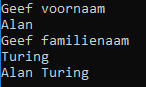 Geef voornaam
Alan
Geef familienaam
Turing
Alan Turing